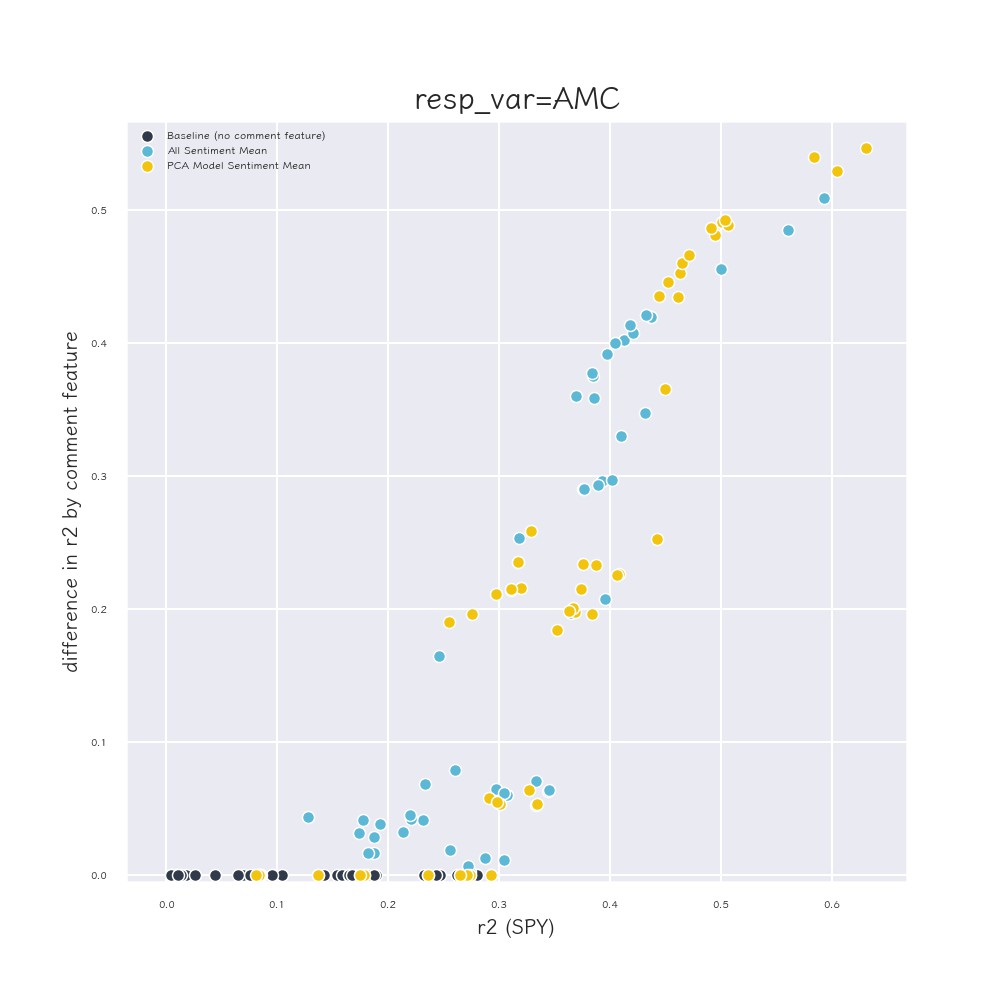 resp_var=AMC
Baseline (no comment feature)
All Sentiment Mean
PCA Model Sentiment Mean
difference in r2 by comment feature
0.5
0.4
0.3
0.2
0.1
0.0
0.0 0.1 0.2 0.3 0.4 0.5 0.6
r2 (SPY)